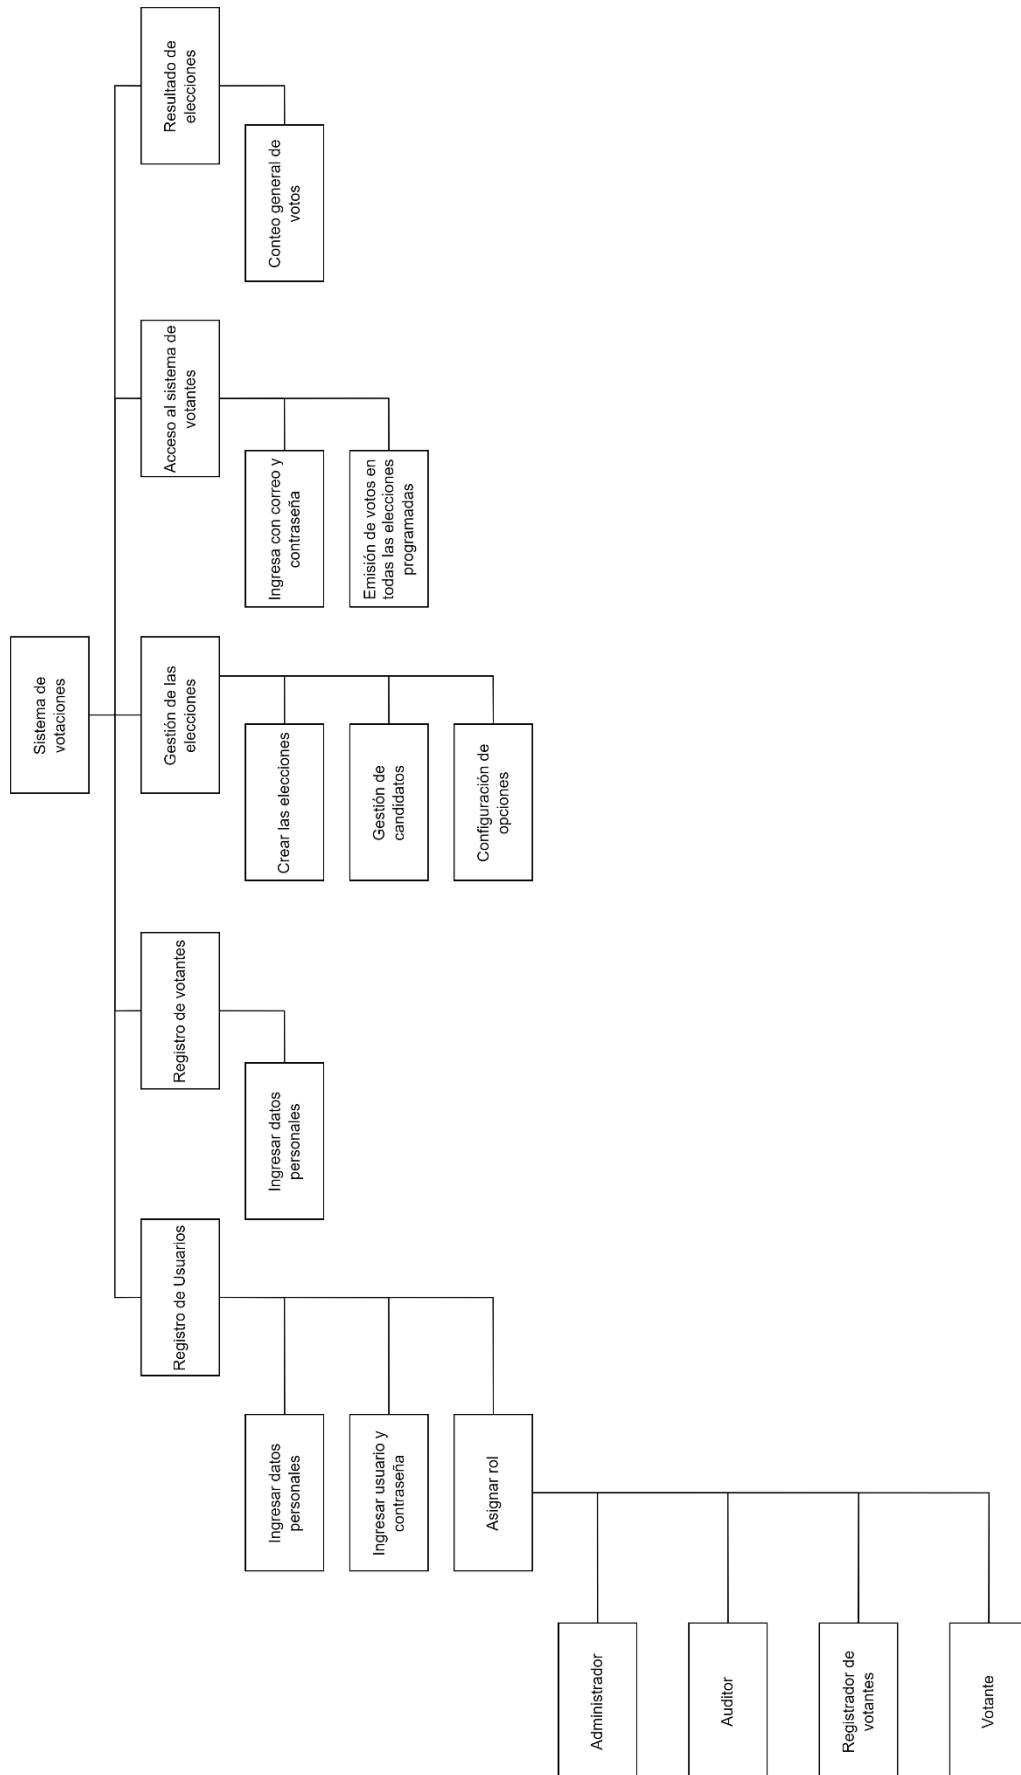 Sistema de
votaciones
Registro de Usuarios
Ingresar datos
personales
Ingresar usuario y
contraseña
Asignar rol
Administrador
Auditor
Registrador de
votantes
Votante
Registro de votantes
Ingresar datos
personales
Gestión de las
elecciones
Crear las elecciones
Gestión de
candidatos
Configuración de
opciones
Acceso al sistema de
votantes
Ingresa con correo y
contraseña
Emisión de votos en
todas las elecciones
programadas
Resultado de
elecciones
Conteo general de
votos